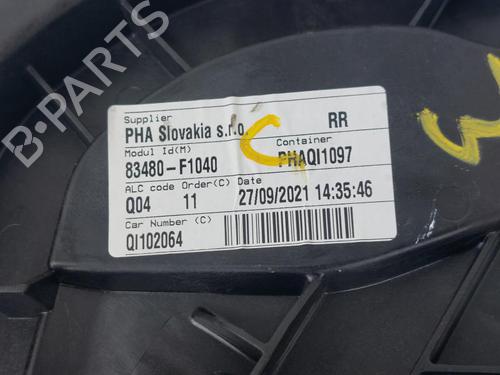 Supplier
PHA Slovakia s.r.o.
RR
Modul Id(M)
Container
83480-F1040
PHAQI1097
ALC code Order(C) Date
Q04 11 27/09/2021 14:35:46
Car Number (C)
QI102064
C
3
B-PARTS